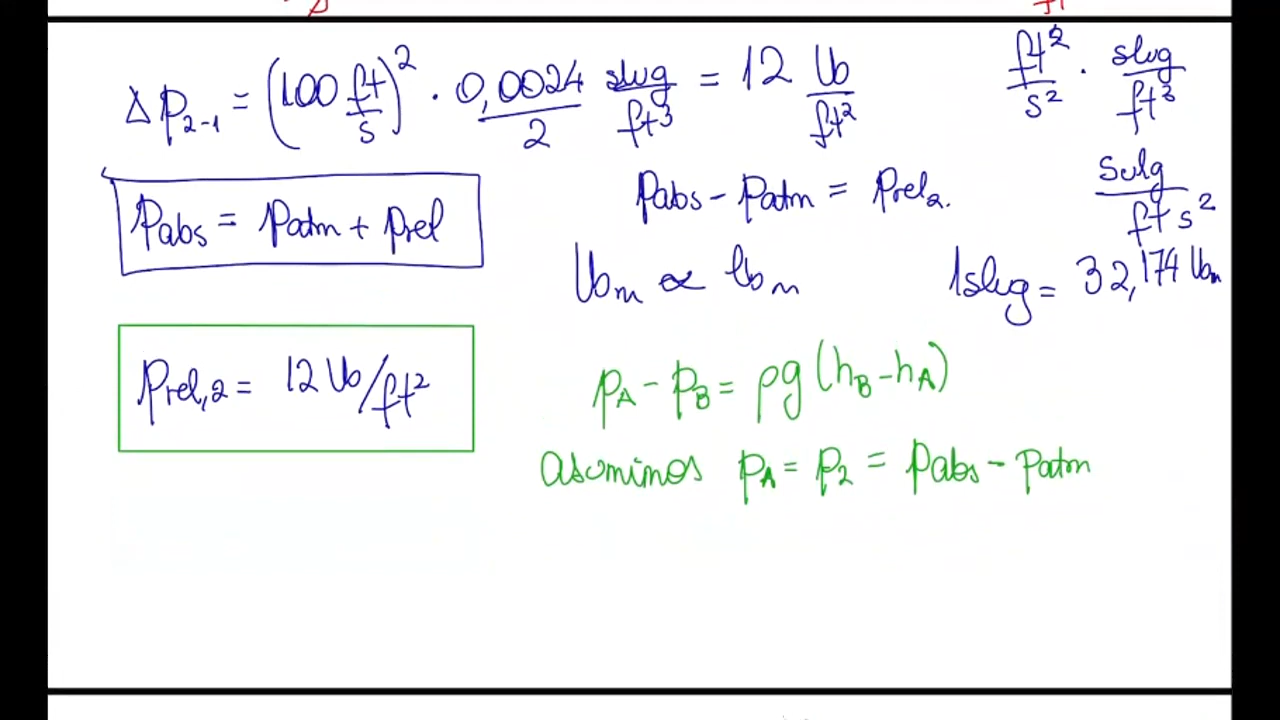 Δp₂₋₁ = (100 ft/s)² · 0,0024/2 slug/ft³ = 12 lb/ft²
ft²/s² · slug/ft³
sulg/ft s²
Pabs = Patm + Prel
Pabs - Patm = Prel₂.
lbm ∝ lbm
1slug = 32,174 lbm
Prel,2 = 12 lb/ft²
pA - pB = ρg(hB - hA)
asumimos pA = p2 = pabs - patm